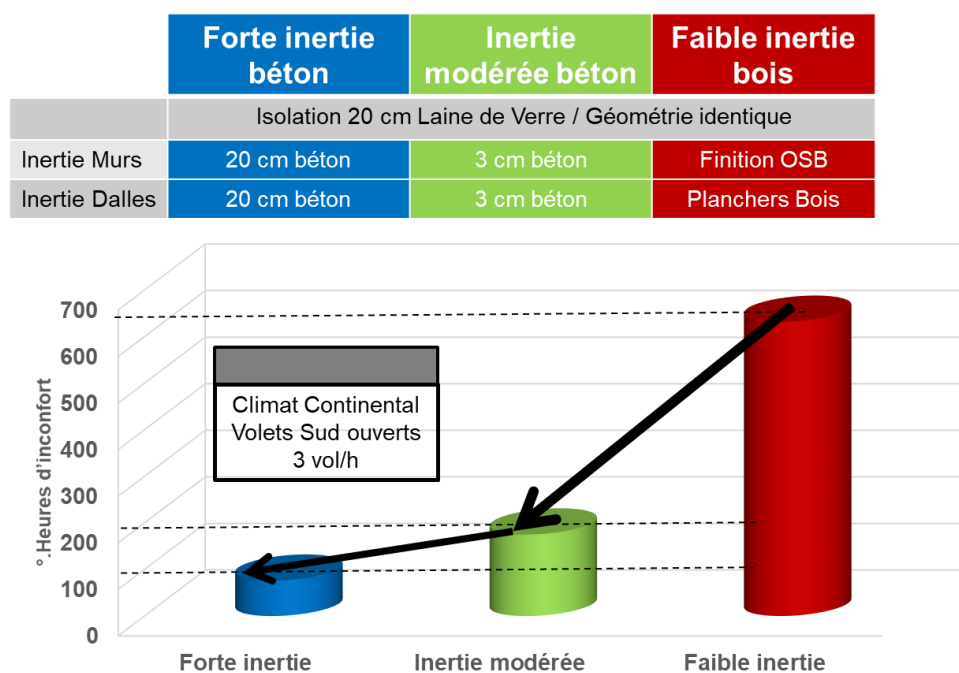 Forte inertie
béton
Inertie
modérée béton
Faible inertie
bois
Isolation 20 cm Laine de Verre / Géométrie identique
Inertie Murs
20 cm béton
3 cm béton
Finition OSB
Inertie Dalles
20 cm béton
3 cm béton
Planchers Bois
°.Heures d'inconfort
700
600
500
400
300
200
100
0
Climat Continental
Volets Sud ouverts
3 vol/h
Forte inertie
Inertie modérée
Faible inertie